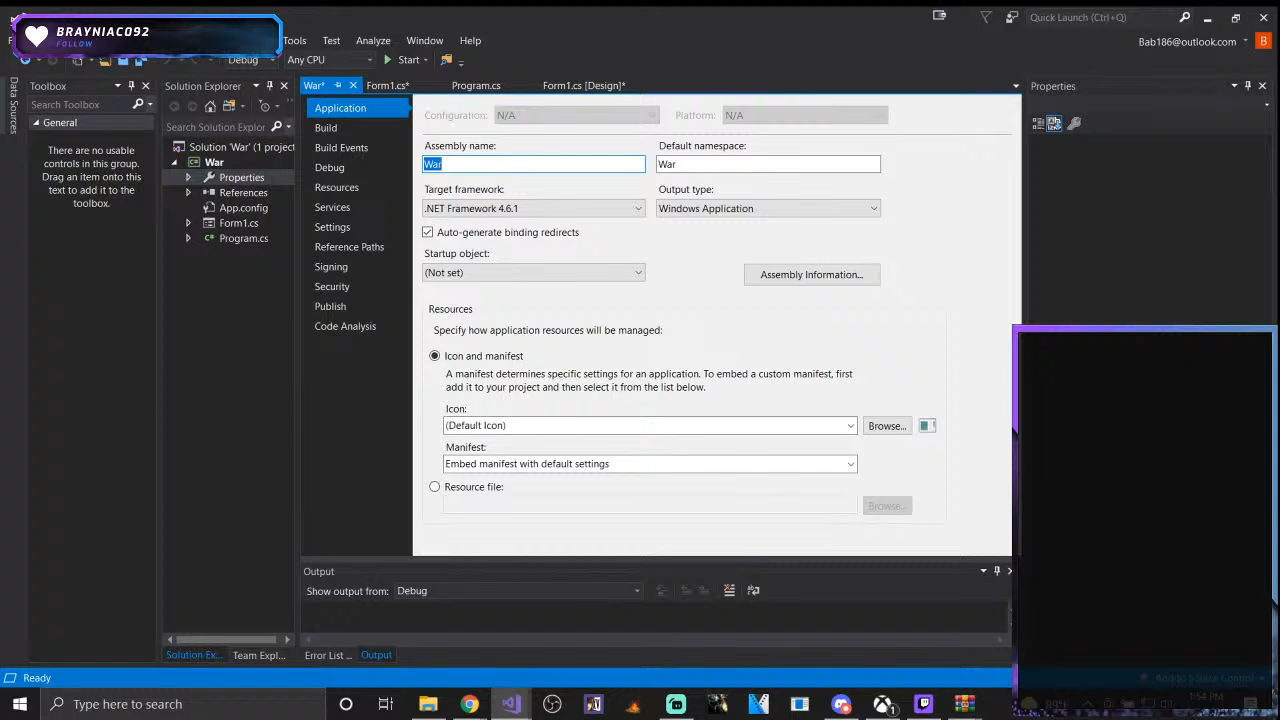 BRAYNIAC092
FOLLOW
Tools Test Analyze Window Help
Quick Launch (Ctrl+Q)
Bab186@outlook.com B
Debug Any CPU Start
Data Sources
Toolbox
Search Toolbox
General
There are no usable
controls in this group.
Drag an item onto this
text to add it to the
toolbox.
Solution Explorer
Search Solution Explor
Solution 'War' (1 project
War
Properties
References
App.config
Form1.cs
Program.cs
Solution Ex...
Team Expl...
War* Form1.cs* Program.cs Form1.cs [Design]*
Application
Build
Build Events
Debug
Resources
Services
Settings
Reference Paths
Signing
Security
Publish
Code Analysis
Configuration: N/A Platform: N/A
Assembly name: Default namespace:
War War
Target framework: Output type:
.NET Framework 4.6.1 Windows Application
Auto-generate binding redirects
Startup object:
(Not set) Assembly Information...
Resources
Specify how application resources will be managed:
Icon and manifest
A manifest determines specific settings for an application. To embed a custom manifest, first
add it to your project and then select it from the list below.
Icon:
(Default Icon) Browse...
Manifest:
Embed manifest with default settings
Resource file:
Browse...
Output
Show output from: Debug
Error List ... Output
Properties
Ready
Add to Source Control
Type here to search
1:54 PM